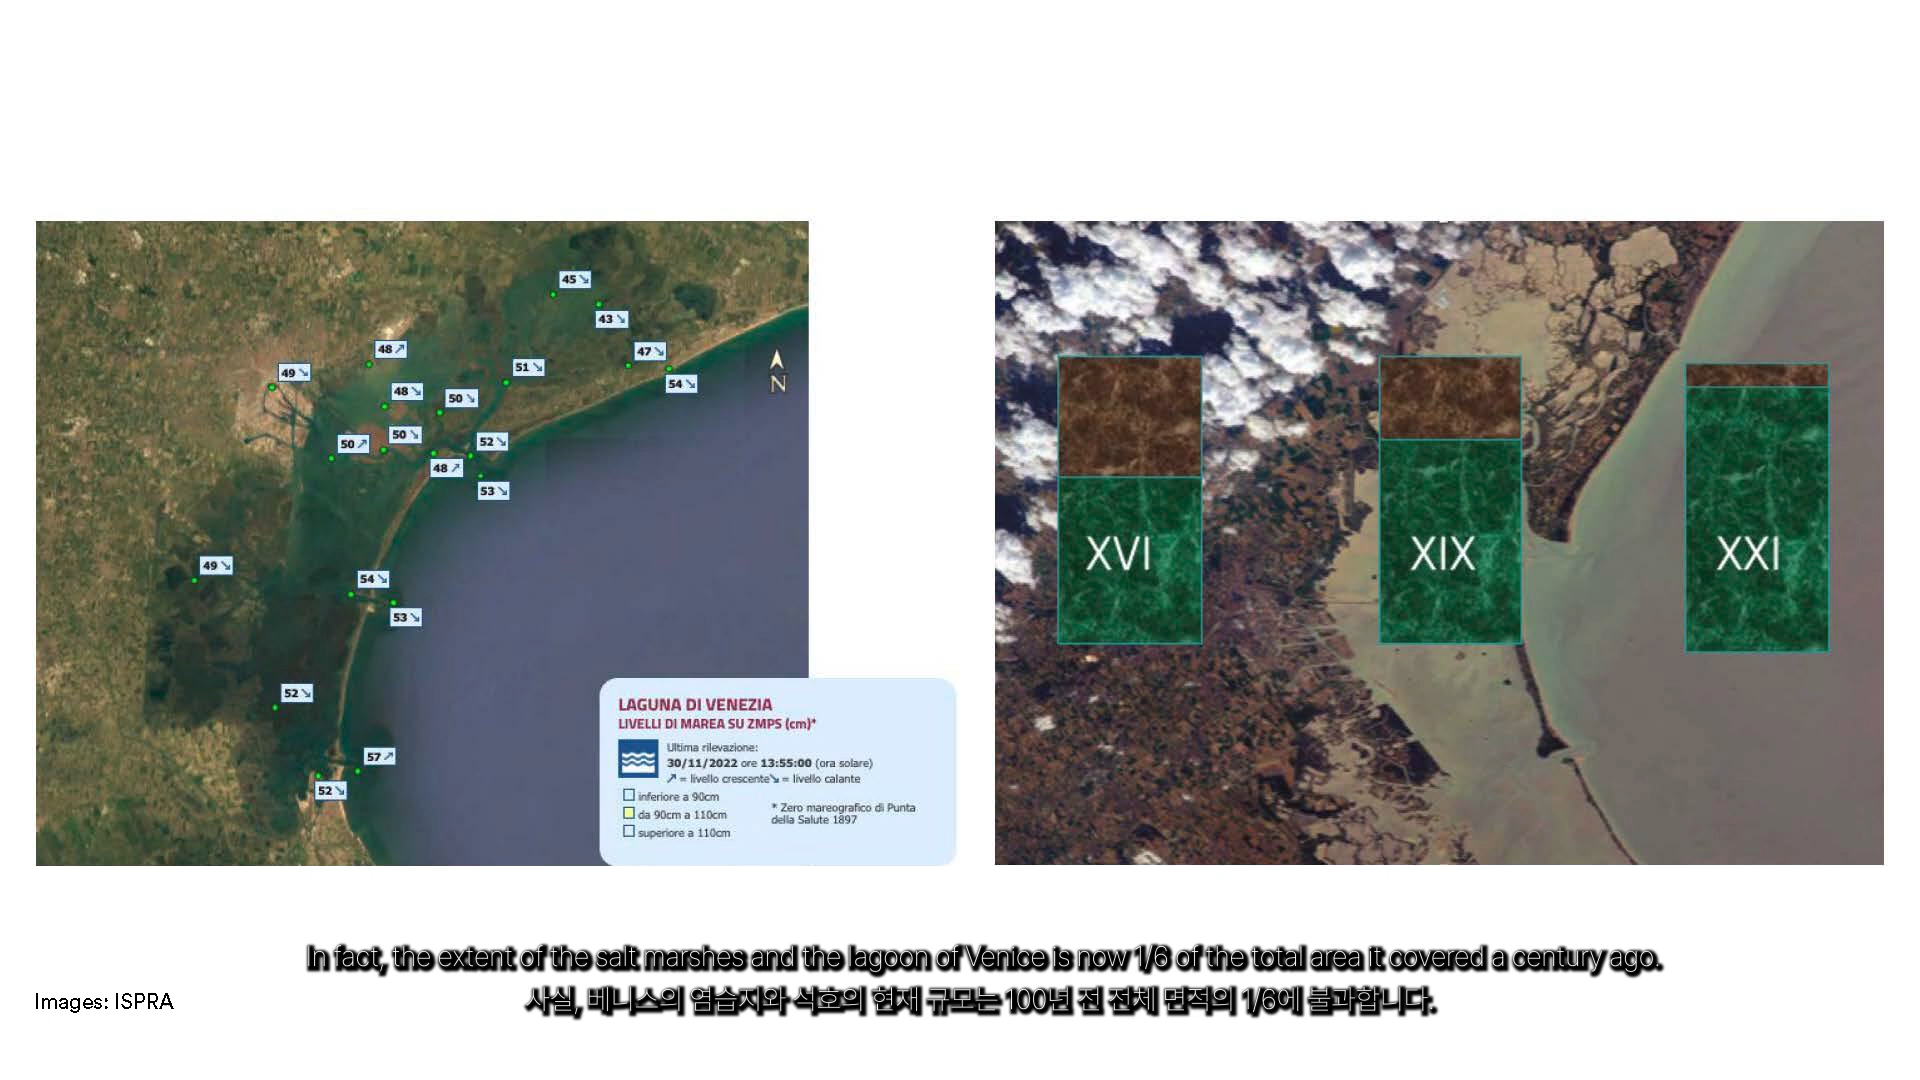 45 ↘
43 ↘
48 ↗
47 ↘
49 ↘
51 ↘
54 ↘
48 ↘
50 ↘
50 ↘
50 ↗
52 ↘
48 ↗
53 ↘
49 ↘
54 ↘
53 ↘
52 ↘
57 ↗
52 ↘
N
LAGUNA DI VENEZIA
LIVELLI DI MAREA SU ZMPS (cm)*
Ultima rilevazione:
30/11/2022 ore 13:55:00 (ora solare)
↗ = livello crescente ↘ = livello calante
inferiore a 90cm
da 90cm a 110cm
superiore a 110cm
* Zero mareografico di Punta
della Salute 1897
XVI
XIX
XXI
In fact, the extent of the salt marshes and the lagoon of Venice is now 1/6 of the total area it covered a century ago.
사실, 베니스의 염습지와 석호의 현재 규모는 100년 전 전체 면적의 1/6에 불과합니다.
Images: ISPRA